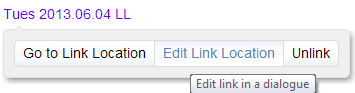 Tues 2013.06.04 LL
Go to Link Location Edit Link Location Unlink
Edit link in a dialogue